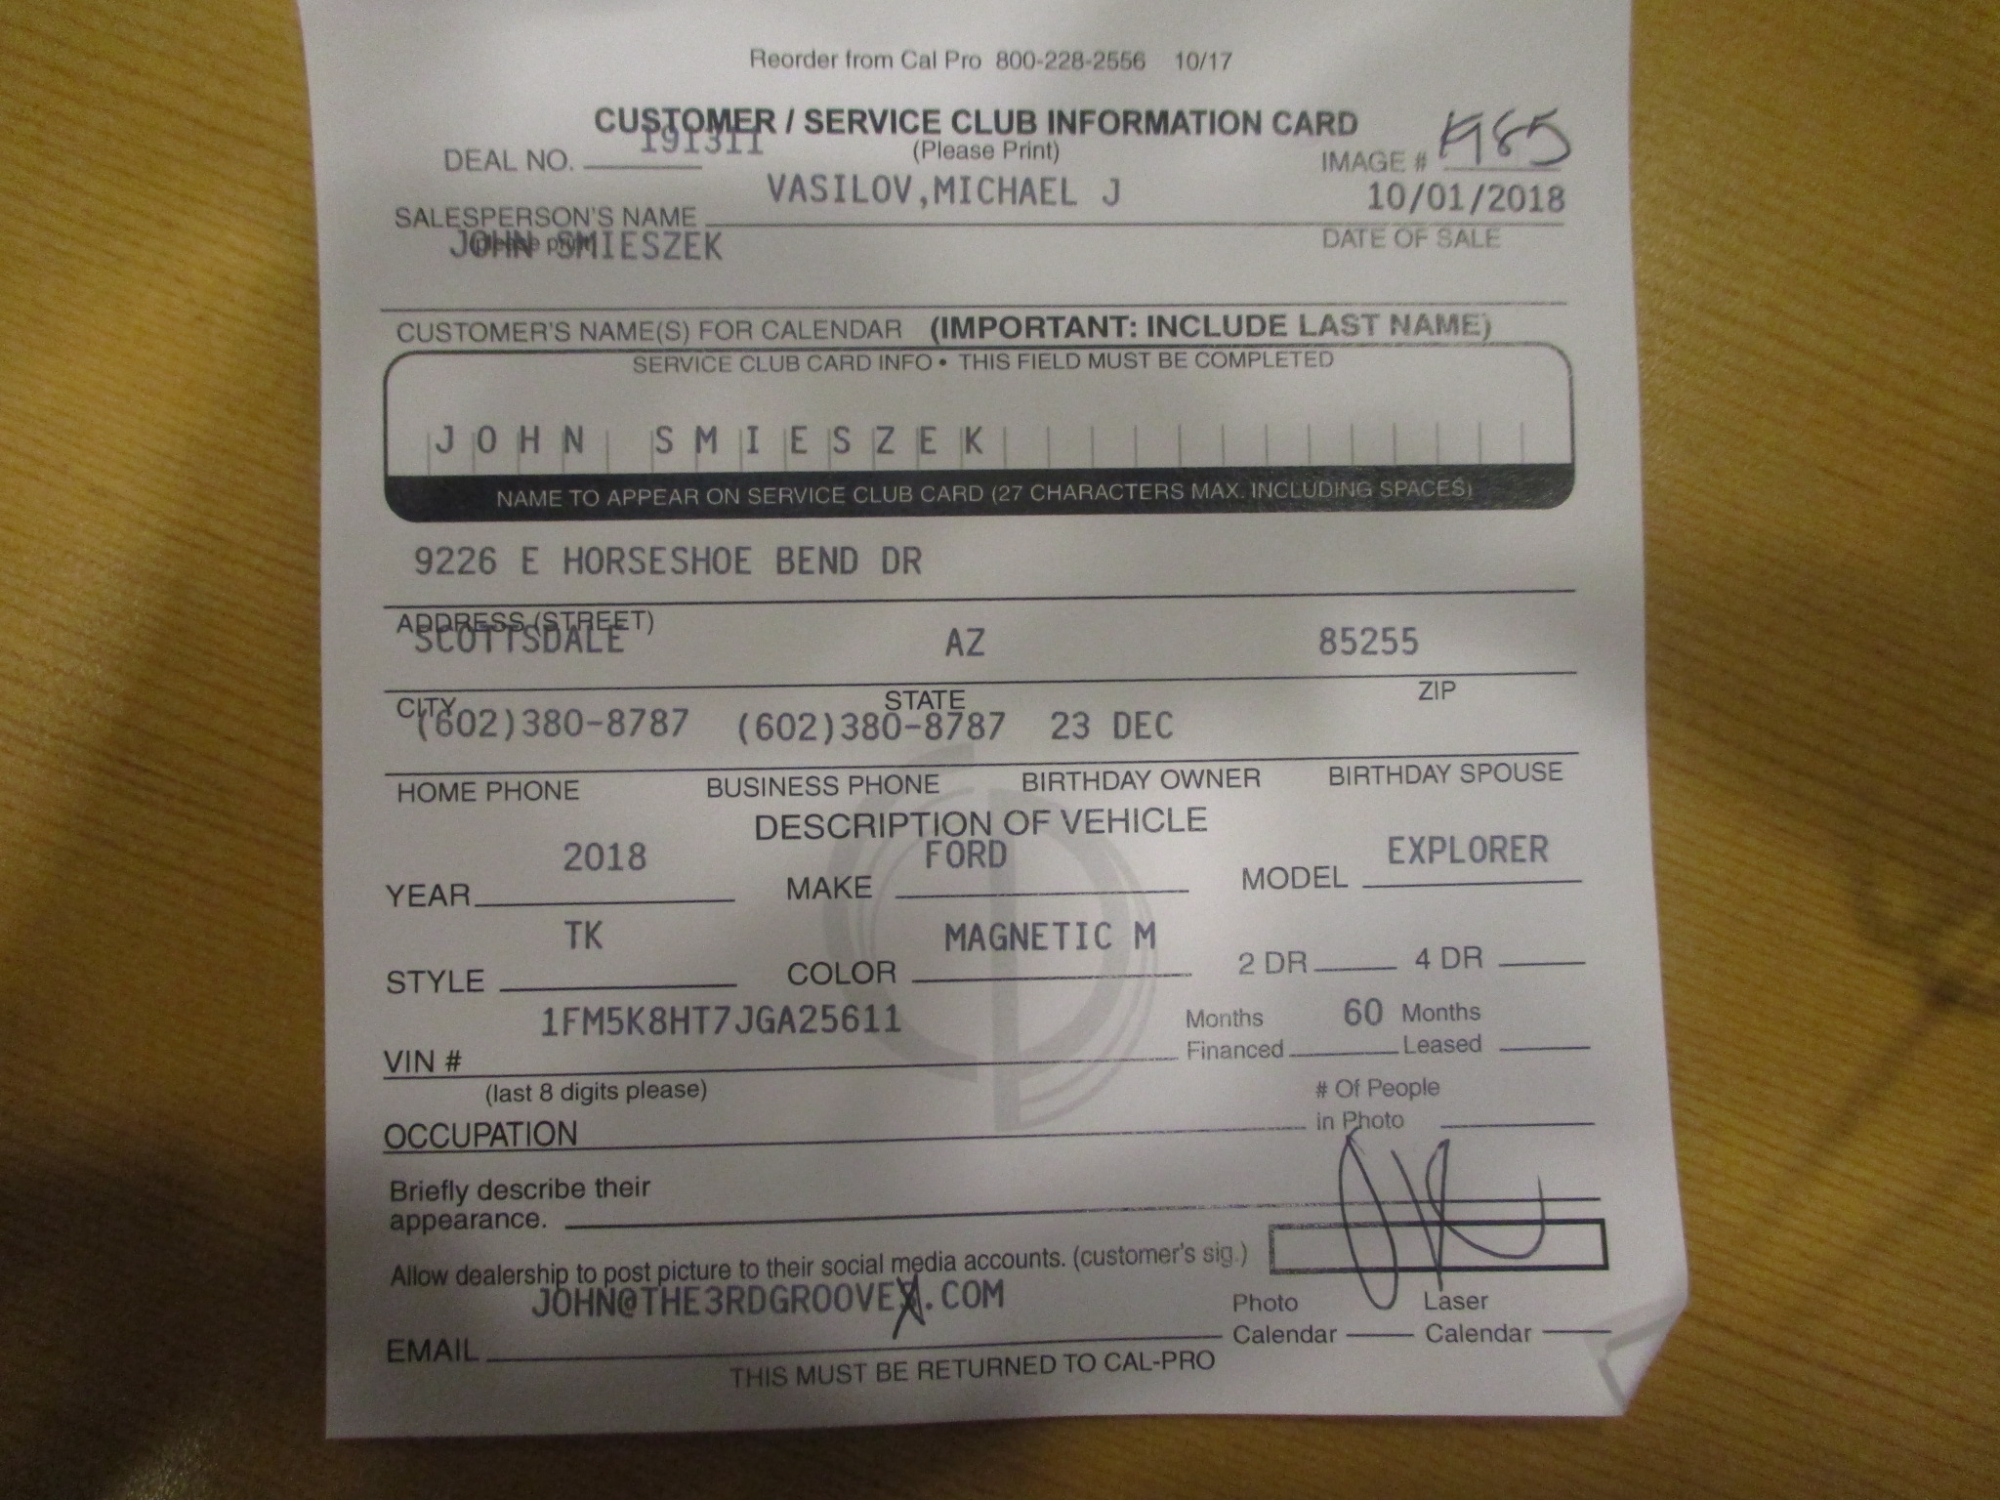 Reorder from Cal Pro 800-228-2556 10/17
CUSTOMER / SERVICE CLUB INFORMATION CARD
(Please Print)
DEAL NO. 191311
IMAGE #
SALESPERSON'S NAME VASILOV,MICHAEL J
10/01/2018
(please print)
DATE OF SALE
JOHN SMIESZEK
CUSTOMER'S NAME(S) FOR CALENDAR (IMPORTANT: INCLUDE LAST NAME)
SERVICE CLUB CARD INFO • THIS FIELD MUST BE COMPLETED
JOHN SMIESZEK
NAME TO APPEAR ON SERVICE CLUB CARD (27 CHARACTERS MAX. INCLUDING SPACES)
9226 E HORSESHOE BEND DR
ADDRESS (STREET)
SCOTTSDALE AZ 85255
CITY STATE ZIP
(602)380-8787 (602)380-8787 23 DEC
HOME PHONE BUSINESS PHONE BIRTHDAY OWNER BIRTHDAY SPOUSE
DESCRIPTION OF VEHICLE
YEAR 2018 MAKE FORD MODEL EXPLORER
STYLE TK COLOR MAGNETIC M 2 DR 4 DR
VIN # 1FM5K8HT7JGA25611
Months Financed 60 Months Leased
(last 8 digits please)
# Of People in Photo
OCCUPATION
Briefly describe their
appearance.
Allow dealership to post picture to their social media accounts. (customer's sig.)
JOHN@THE3RDGROOVE .COM
EMAIL
Photo Calendar Laser Calendar
THIS MUST BE RETURNED TO CAL-PRO